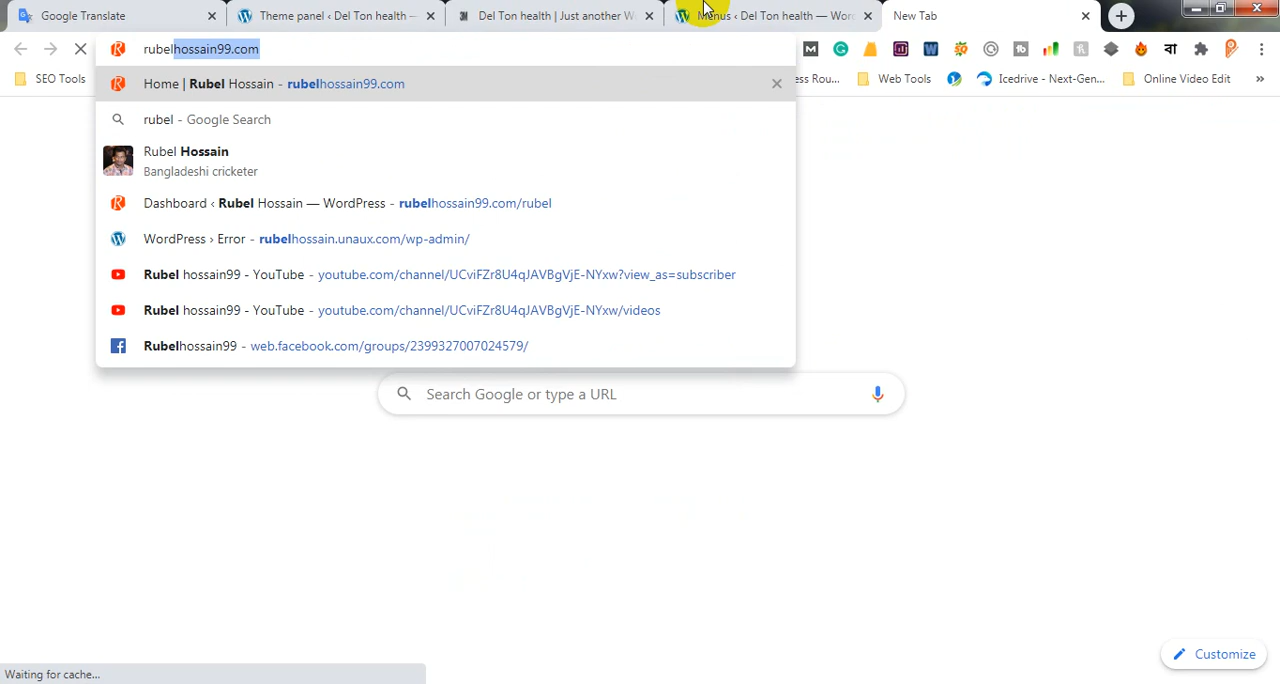 Google Translate
Theme panel ‹ Del Ton health —
Del Ton health | Just another W
Menus ‹ Del Ton health — Wor
New Tab
rubelhossain99.com
ess Rou...
SEO Tools
Web Tools
Icedrive - Next-Gen...
Online Video Edit
»
Home | Rubel Hossain - rubelhossain99.com
rubel - Google Search
Rubel Hossain
Bangladeshi cricketer
Dashboard ‹ Rubel Hossain — WordPress - rubelhossain99.com/rubel
WordPress › Error - rubelhossain.unaux.com/wp-admin/
Rubel hossain99 - YouTube - youtube.com/channel/UCviFZr8U4qJAVBgVjE-NYxw?view_as=subscriber
Rubel hossain99 - YouTube - youtube.com/channel/UCviFZr8U4qJAVBgVjE-NYxw/videos
Rubelhossain99 - web.facebook.com/groups/2399327007024579/
Search Google or type a URL
Customize
Waiting for cache...